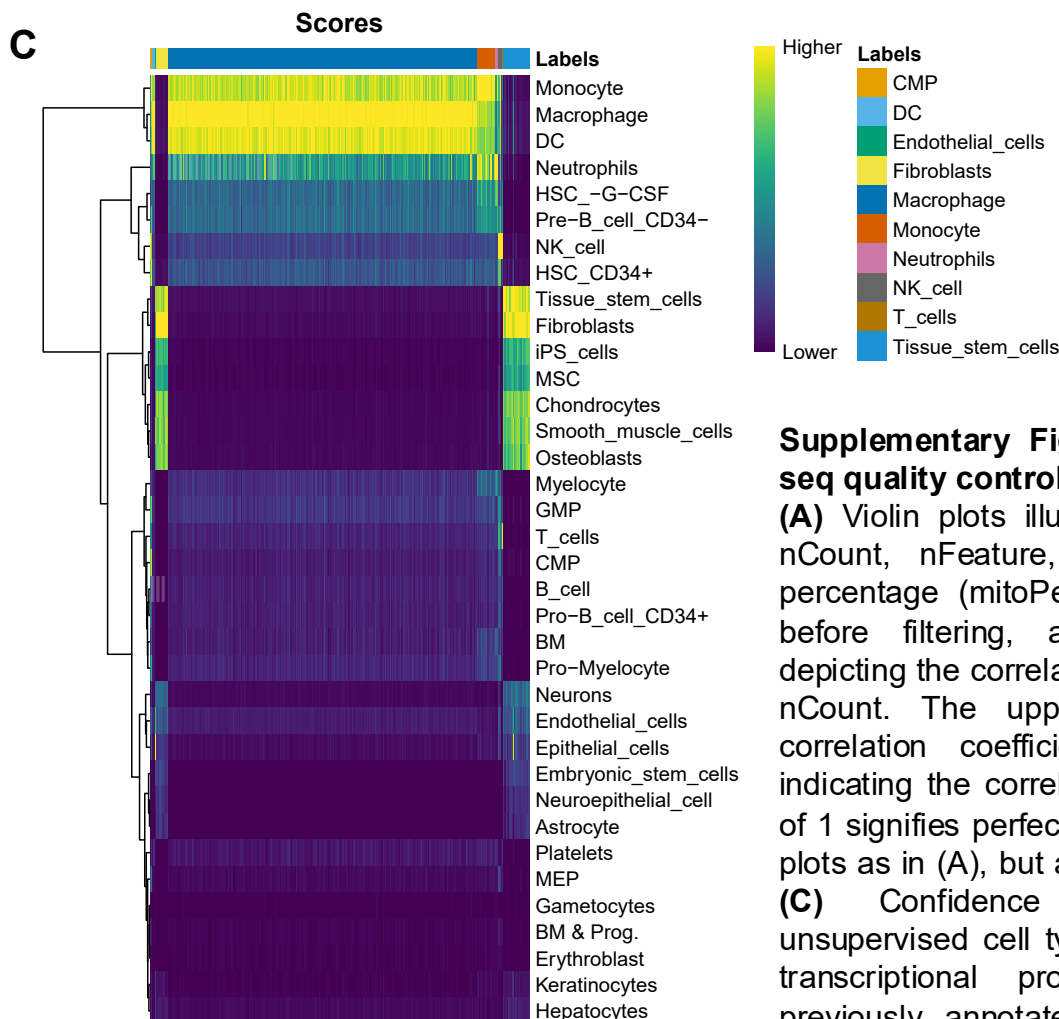 C
Scores
Labels
Monocyte
Macrophage
DC
Neutrophils
HSC_−G−CSF
Pre−B_cell_CD34−
NK_cell
HSC_CD34+
Tissue_stem_cells
Fibroblasts
iPS_cells
MSC
Chondrocytes
Smooth_muscle_cells
Osteoblasts
Myelocyte
GMP
T_cells
CMP
B_cell
Pro−B_cell_CD34+
BM
Pro−Myelocyte
Neurons
Endothelial_cells
Epithelial_cells
Embryonic_stem_cells
Neuroepithelial_cell
Astrocyte
Platelets
MEP
Gametocytes
BM & Prog.
Erythroblast
Keratinocytes
Hepatocytes
Higher
Lower
Labels
CMP
DC
Endothelial_cells
Fibroblasts
Macrophage
Monocyte
Neutrophils
NK_cell
T_cells
Tissue_stem_cells
Supplementary Fig
seq quality control
(A) Violin plots illu
nCount, nFeature,
percentage (mitoPe
before filtering, a
depicting the correla
nCount. The upp
correlation coeffici
indicating the correl
of 1 signifies perfec
plots as in (A), but a
(C) Confidence
unsupervised cell ty
transcriptional pro
previously annotate